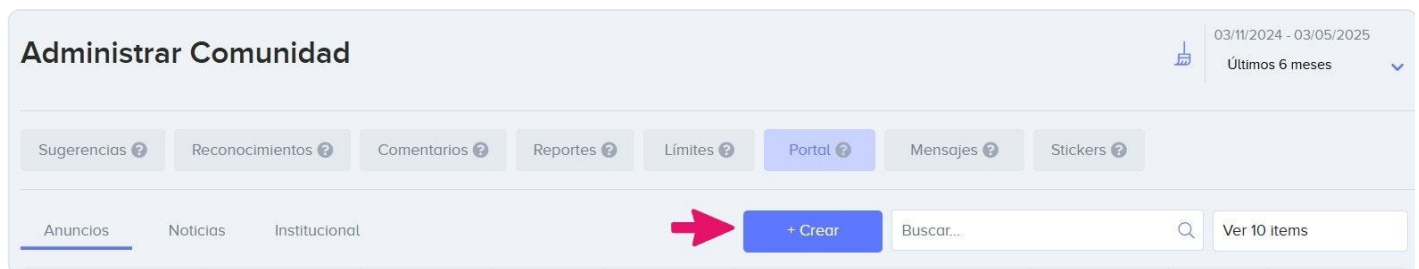 Administrar Comunidad
03/11/2024 - 03/05/2025
Últimos 6 meses
Sugerencias ? Reconocimientos ? Comentarios ? Reportes ? Límites ? Portal ? Mensajes ? Stickers ?
Anuncios Noticias Institucional + Crear Buscar... Ver 10 items